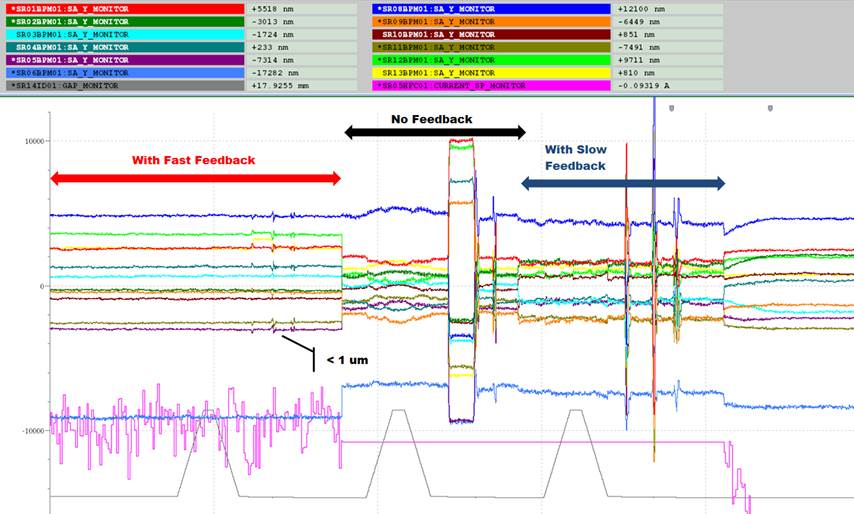 *SR01BPM01:SA_Y_MONITOR +5518 nm *SR08BPM01:SA_Y_MONITOR +12100 nm
*SR02BPM01:SA_Y_MONITOR -3013 nm *SR09BPM01:SA_Y_MONITOR -6449 nm
SR03BPM01:SA_Y_MONITOR -1724 nm SR10BPM01:SA_Y_MONITOR +851 nm
SR04BPM01:SA_Y_MONITOR +233 nm *SR11BPM01:SA_Y_MONITOR -7491 nm
*SR05BPM01:SA_Y_MONITOR -7314 nm *SR12BPM01:SA_Y_MONITOR +9711 nm
*SR06BPM01:SA_Y_MONITOR -17282 nm SR13BPM01:SA_Y_MONITOR +810 nm
*SR14ID01:GAP_MONITOR +17.9255 mm *SR05HFC01:CURRENT_SP_MONITOR -0.09319 A
No Feedback
10000
With Fast Feedback
With Slow
Feedback
0
< 1 um
-10000